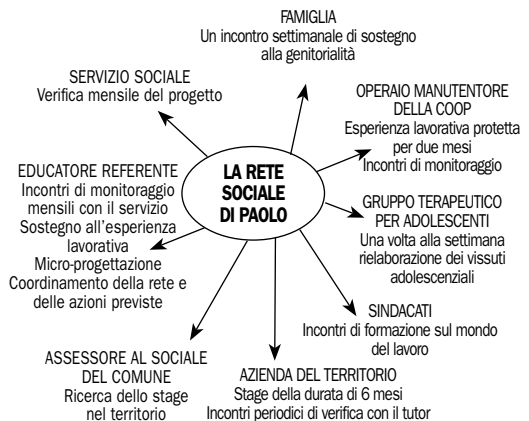 FAMIGLIA
Un incontro settimanale di sostegno
alla genitorialità
SERVIZIO SOCIALE
Verifica mensile del progetto
OPERAIO MANUTENTORE
DELLA COOP
Esperienza lavorativa protetta
per due mesi
Incontri di monitoraggio
EDUCATORE REFERENTE
Incontri di monitoraggio
mensili con il servizio
Sostegno all'esperienza
lavorativa
Micro-progettazione
Coordinamento della rete e
delle azioni previste
LA RETE
SOCIALE
DI PAOLO
GRUPPO TERAPEUTICO
PER ADOLESCENTI
Una volta alla settimana
rielaborazione dei vissuti
adolescenziali
SINDACATI
Incontri di formazione sul mondo
del lavoro
ASSESSORE AL SOCIALE
DEL COMUNE
Ricerca dello stage
nel territorio
AZIENDA DEL TERRITORIO
Stage della durata di 6 mesi
Incontri periodici di verifica con il tutor